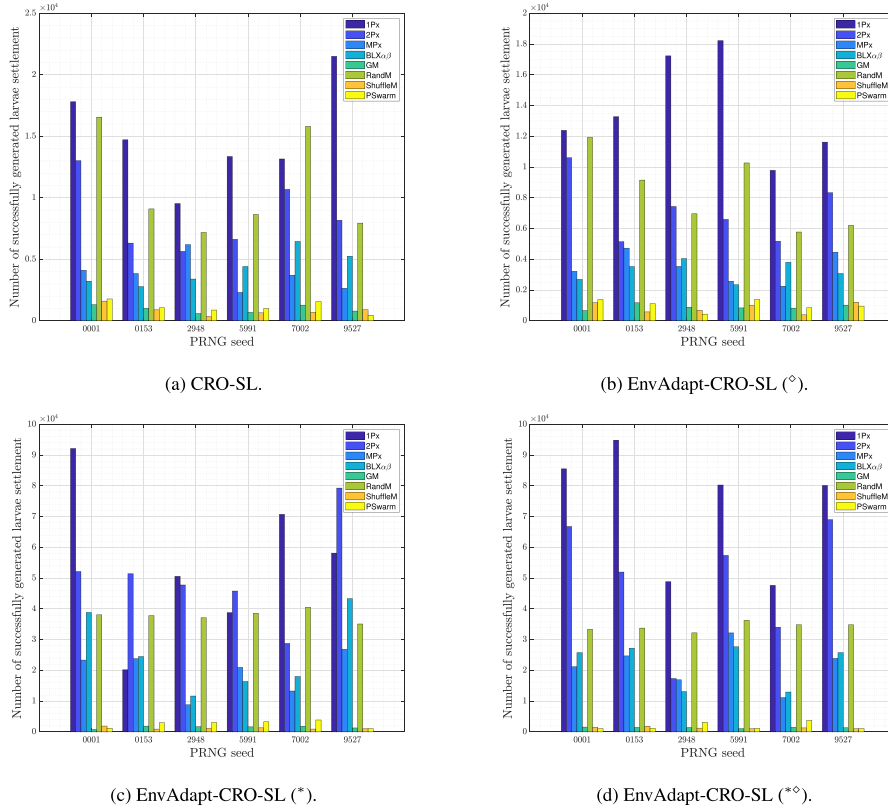 ×10⁴
2.5
2
1.5
1
0.5
0
Number of successfully generated larvae settlement
1Px
2Px
MPx
BLXαβ
GM
RandM
ShuffleM
PSwarm
0001 0153 2948 5991 7002 9527
PRNG seed
(a) CRO-SL.
×10⁴
2
1.8
1.6
1.4
1.2
1
0.8
0.6
0.4
0.2
0
Number of successfully generated larvae settlement
1Px
2Px
MPx
BLXαβ
GM
RandM
ShuffleM
PSwarm
0001 0153 2948 5991 7002 9527
PRNG seed
(b) EnvAdapt-CRO-SL (⋄).
×10⁴
10
9
8
7
6
5
4
3
2
1
0
Number of successfully generated larvae settlement
1Px
2Px
MPx
BLXαβ
GM
RandM
ShuffleM
PSwarm
0001 0153 2948 5991 7002 9527
PRNG seed
(c) EnvAdapt-CRO-SL (*).
×10⁴
10
9
8
7
6
5
4
3
2
1
0
Number of successfully generated larvae settlement
1Px
2Px
MPx
BLXαβ
GM
RandM
ShuffleM
PSwarm
0001 0153 2948 5991 7002 9527
PRNG seed
(d) EnvAdapt-CRO-SL (*⋄).